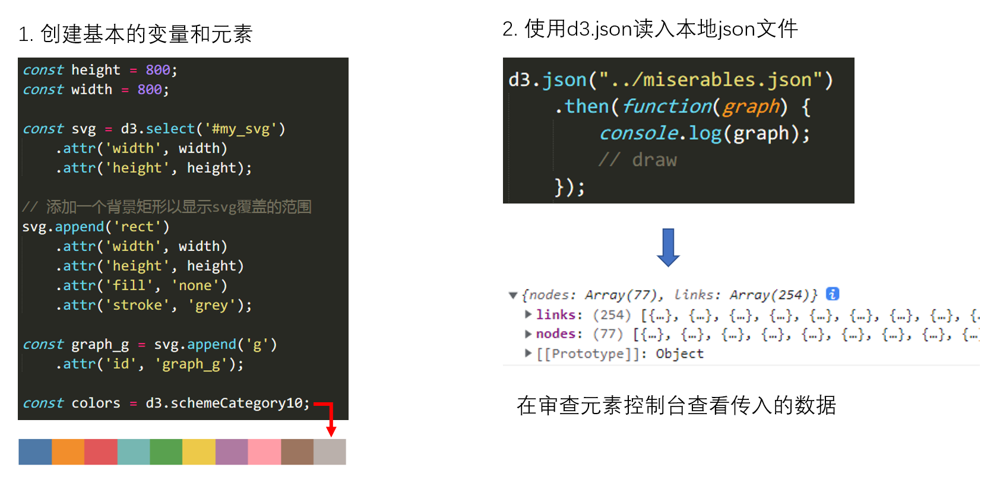 1. 创建基本的变量和元素
const height = 800;
const width = 800;
const svg = d3.select('#my_svg')
.attr('width', width)
.attr('height', height);
// 添加一个背景矩形以显示svg覆盖的范围
svg.append('rect')
.attr('width', width)
.attr('height', height)
.attr('fill', 'none')
.attr('stroke', 'grey');
const graph_g = svg.append('g')
.attr('id', 'graph_g');
const colors = d3.schemeCategory10;
2. 使用d3.json读入本地json文件
d3.json("../miserables.json")
.then(function(graph) {
console.log(graph);
// draw
});
{nodes: Array(77), links: Array(254)} i
links: (254) [{…}, {…}, {…}, {…}, {…}, {…}, {…}, {…}, {
nodes: (77) [{…}, {…}, {…}, {…}, {…}, {…}, {…}, {…}, {…
[[Prototype]]: Object
在审查元素控制台查看传入的数据